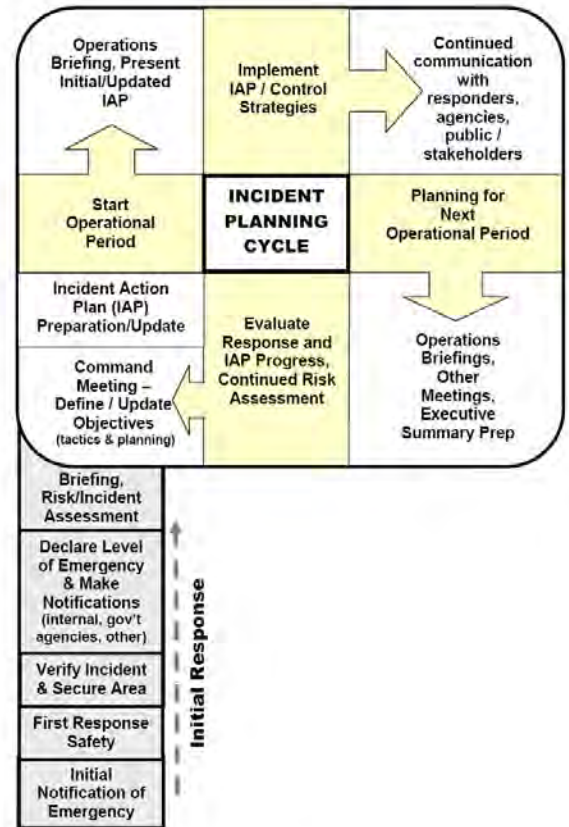 Operations
Briefing, Present
Initial/Updated
IAP
Implement
IAP / Control
Strategies
Continued
communication
with
responders,
agencies,
public /
stakeholders
Start
Operational
Period
INCIDENT
PLANNING
CYCLE
Planning for
Next
Operational Period
Incident Action
Plan (IAP)
Preparation/Update
Command
Meeting –
Define / Update
Objectives
(tactics & planning)
Evaluate
Response and
IAP Progress,
Continued Risk
Assessment
Operations
Briefings,
Other
Meetings,
Executive
Summary Prep
Briefing,
Risk/Incident
Assessment
Declare Level
of Emergency
& Make
Notifications
(internal, gov't
agencies, other)
Verify Incident
& Secure Area
First Response
Safety
Initial
Notification of
Emergency
Initial Response